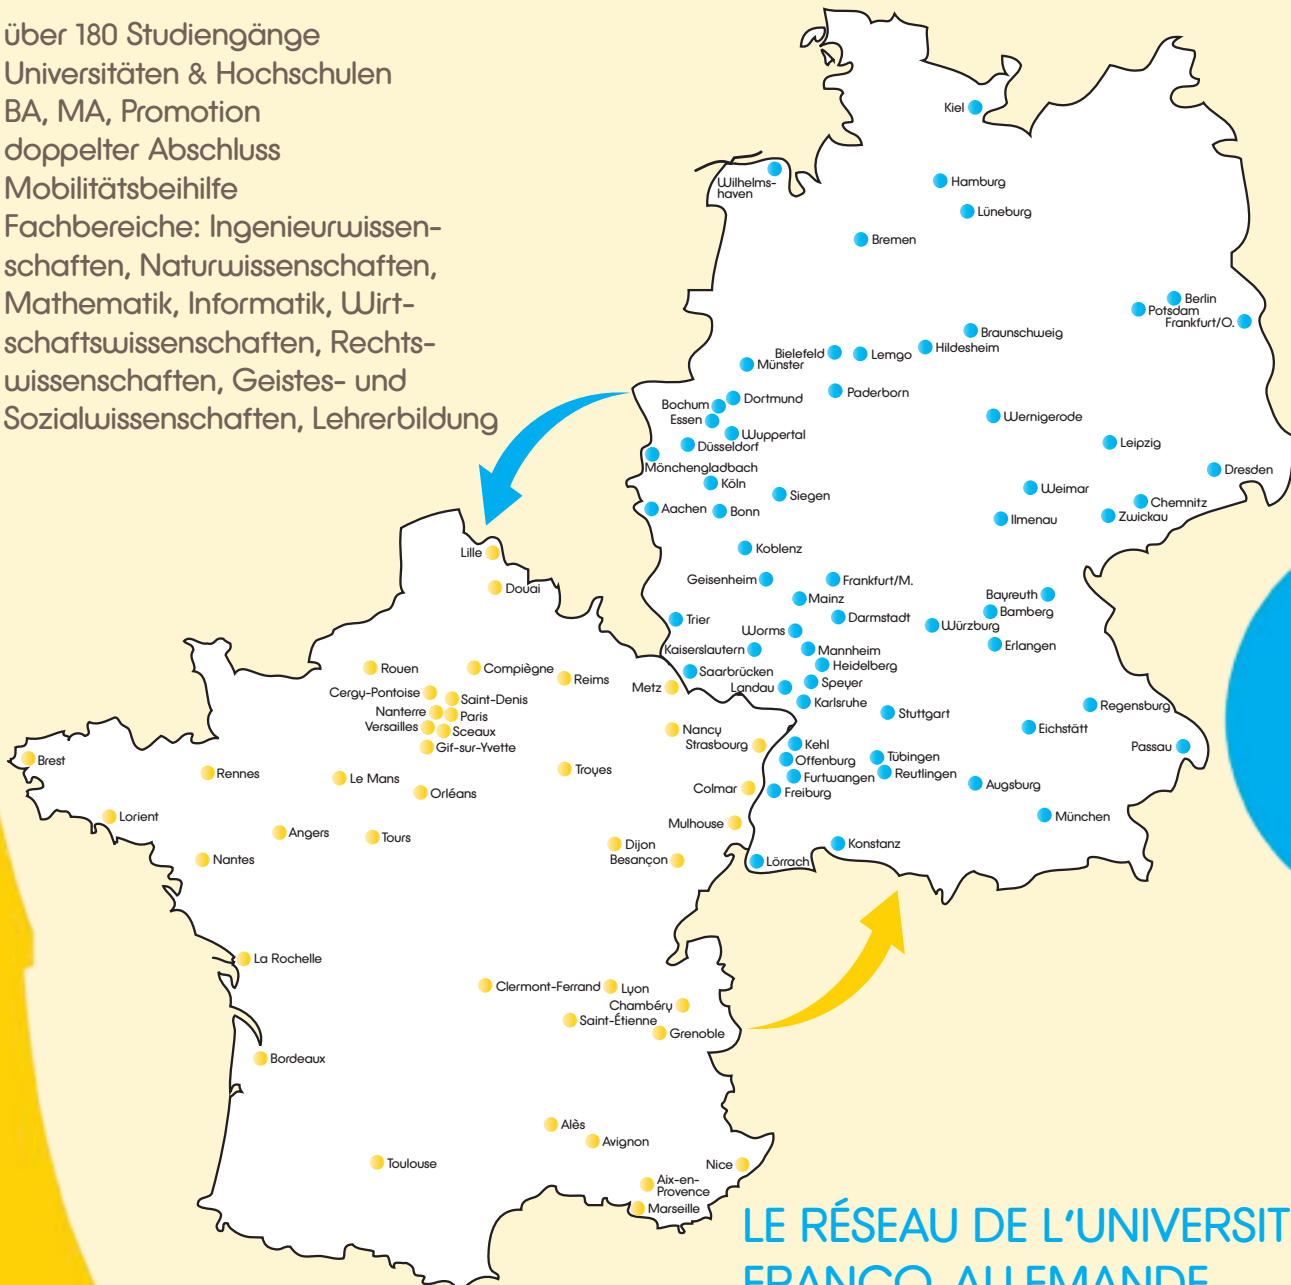 über 180 Studiengänge
Universitäten & Hochschulen
BA, MA, Promotion
doppelter Abschluss
Mobilitätsbeihilfe
Fachbereiche: Ingenieurwissen-
schaften, Naturwissenschaften,
Mathematik, Informatik, Wirt-
schaftswissenschaften, Rechts-
wissenschaften, Geistes- und
Sozialwissenschaften, Lehrerbildung
Kiel
Wilhelms-
haven
Hamburg
Lüneburg
Bremen
Berlin
Potsdam
Frankfurt/O.
Braunschweig
Hildesheim
Bielefeld
Lemgo
Münster
Paderborn
Dortmund
Bochum
Essen
Wuppertal
Düsseldorf
Mönchengladbach
Köln
Siegen
Aachen
Bonn
Wernigerode
Leipzig
Dresden
Weimar
Chemnitz
Ilmenau
Zwickau
Koblenz
Geisenheim
Frankfurt/M.
Mainz
Bayreuth
Bamberg
Trier
Darmstadt
Würzburg
Worms
Erlangen
Kaiserslautern
Mannheim
Heidelberg
Saarbrücken
Speyer
Landau
Karlsruhe
Stuttgart
Regensburg
Eichstätt
Passau
Kehl
Offenburg
Tübingen
Furtwangen
Reutlingen
Freiburg
Augsburg
München
Konstanz
Lörrach
Lille
Douai
Rouen
Compiègne
Reims
Metz
Cergy-Pontoise
Saint-Denis
Nanterre
Paris
Versailles
Sceaux
Gif-sur-Yvette
Nancy
Strasbourg
Brest
Rennes
Le Mans
Troyes
Orléans
Colmar
Lorient
Mulhouse
Angers
Tours
Dijon
Nantes
Besançon
La Rochelle
Clermont-Ferrand
Lyon
Chambéry
Saint-Étienne
Grenoble
Bordeaux
Alès
Avignon
Toulouse
Nice
Aix-en-
Provence
Marseille
LE RÉSEAU DE L'UNIVERSIT
FRANCO-ALLEMANDE